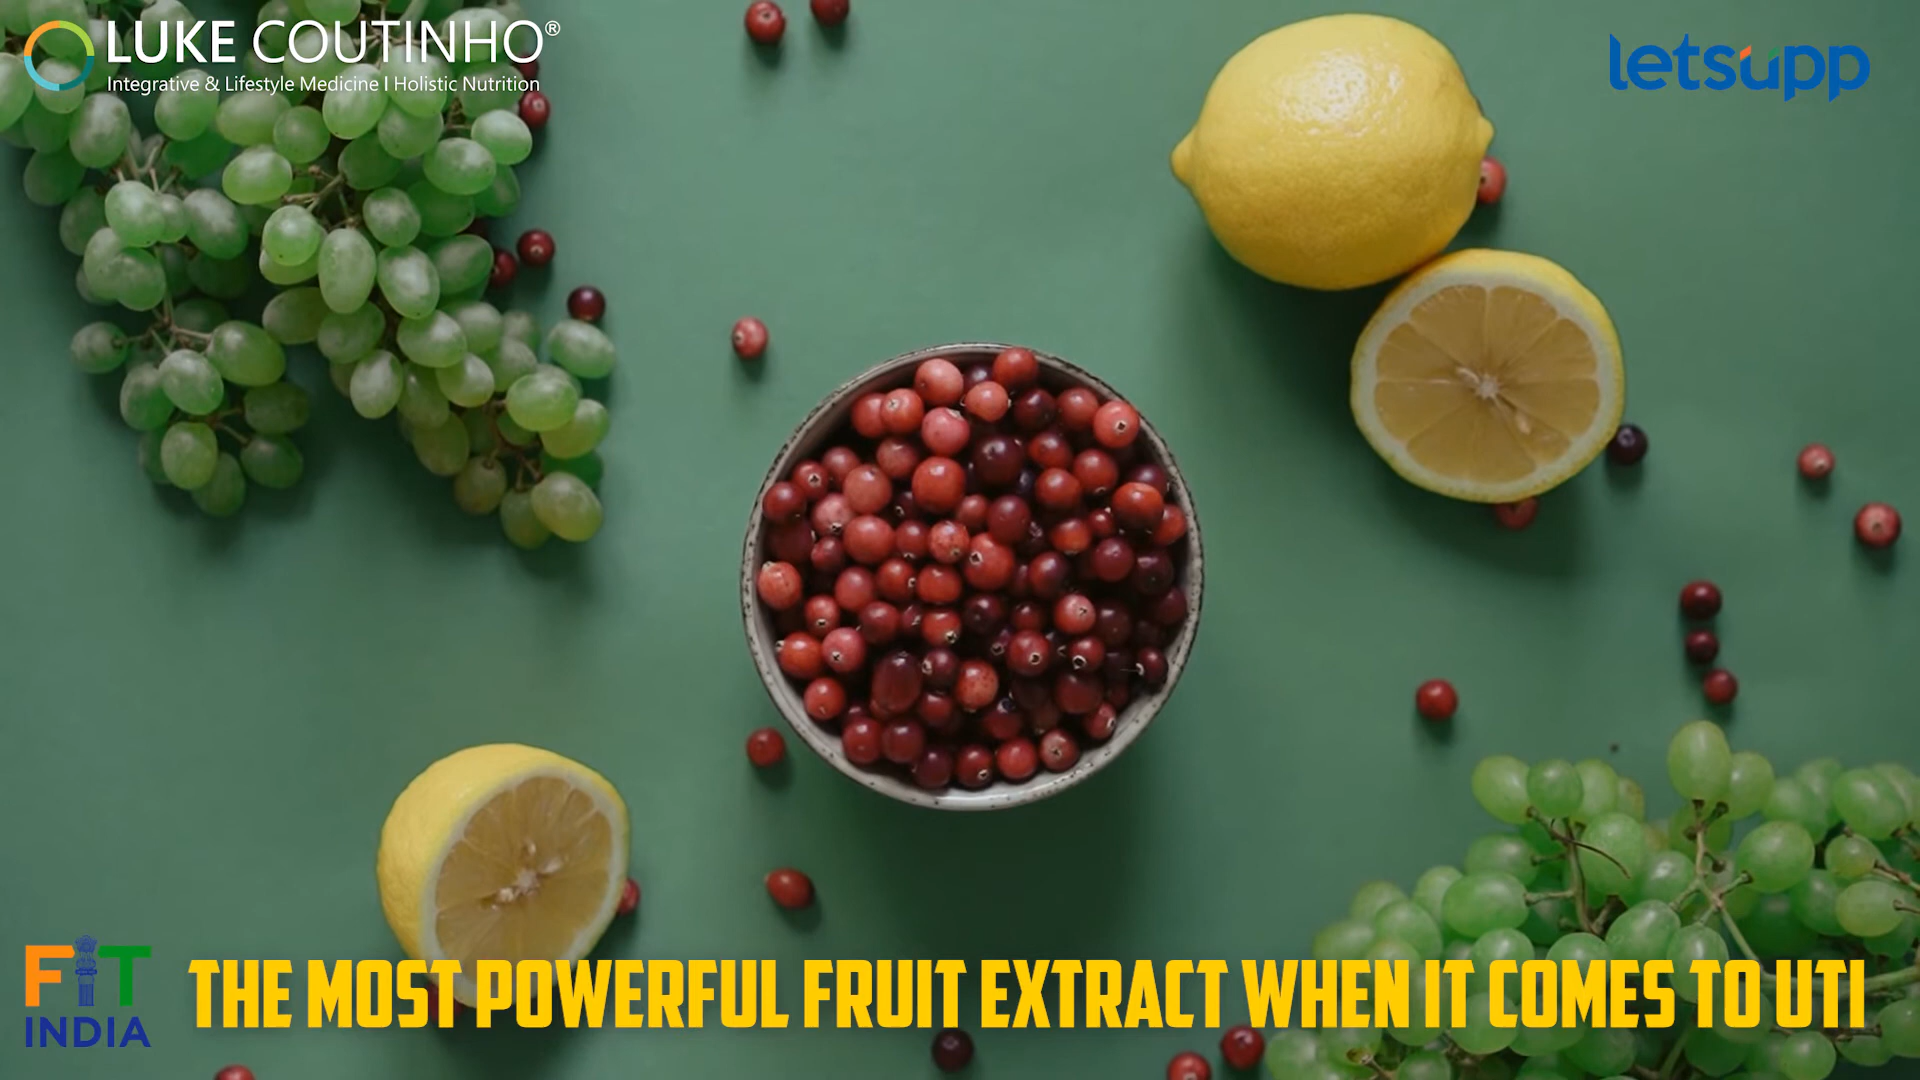 LUKE COUTINHO®
Integrative & Lifestyle Medicine I Holistic Nutrition
letsupp
FIT
INDIA
THE MOST POWERFUL FRUIT EXTRACT WHEN IT COMES TO UTI